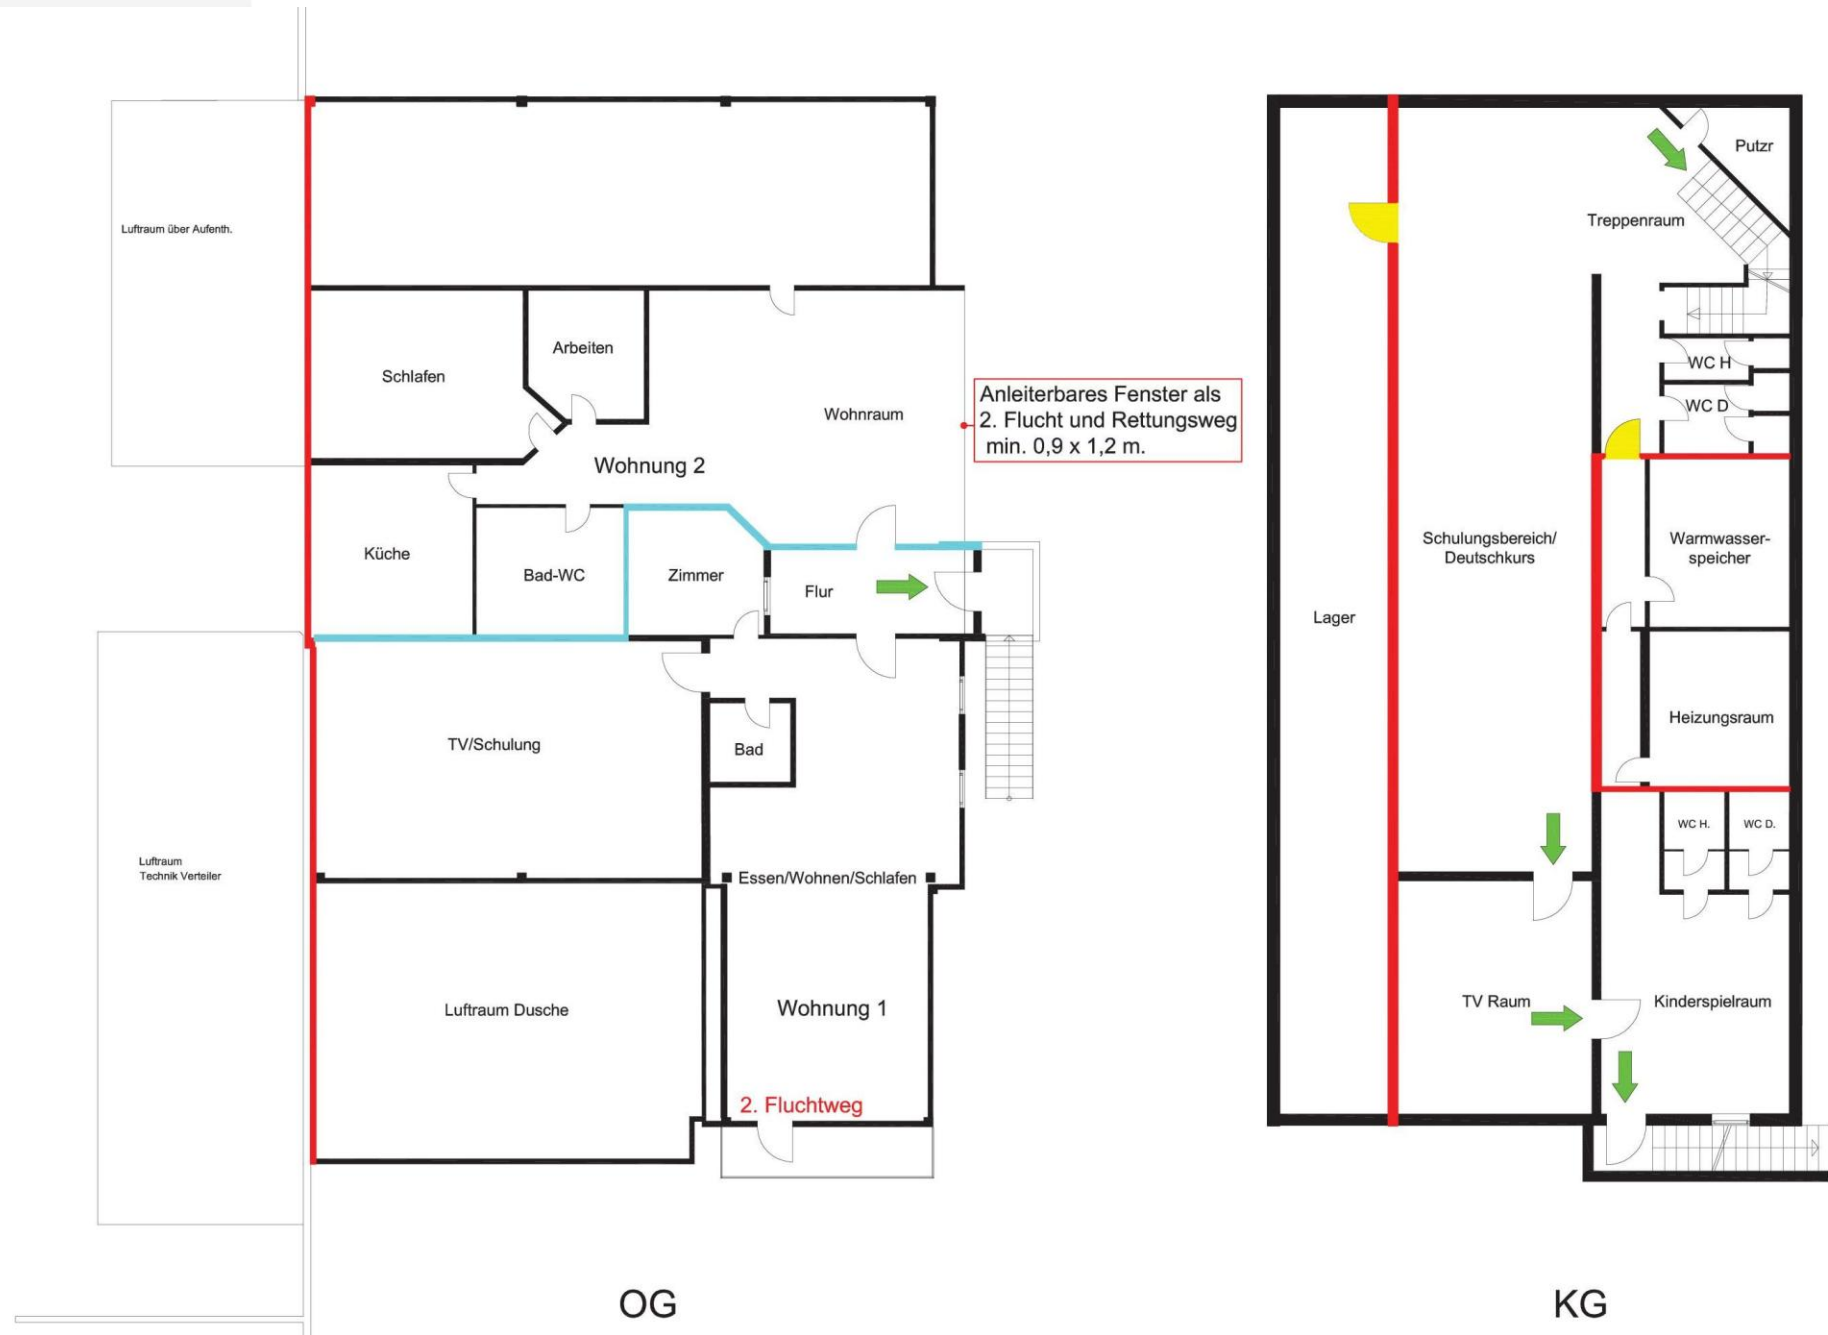 Luftraum über Aufenth.
Schlafen
Arbeiten
Wohnraum
Anleiterbares Fenster als
2. Flucht und Rettungsweg
min. 0,9 x 1,2 m.
Wohnung 2
Küche
Bad-WC
Zimmer
Flur
TV/Schulung
Bad
Luftraum
Technik Verteiler
Essen/Wohnen/Schlafen
Luftraum Dusche
Wohnung 1
2. Fluchtweg
OG
Putzr
Treppenraum
WC H
WC D
Schulungsbereich/
Deutschkurs
Warmwasser-
speicher
Lager
Heizungsraum
WC H.
WC D.
TV Raum
Kinderspielraum
KG